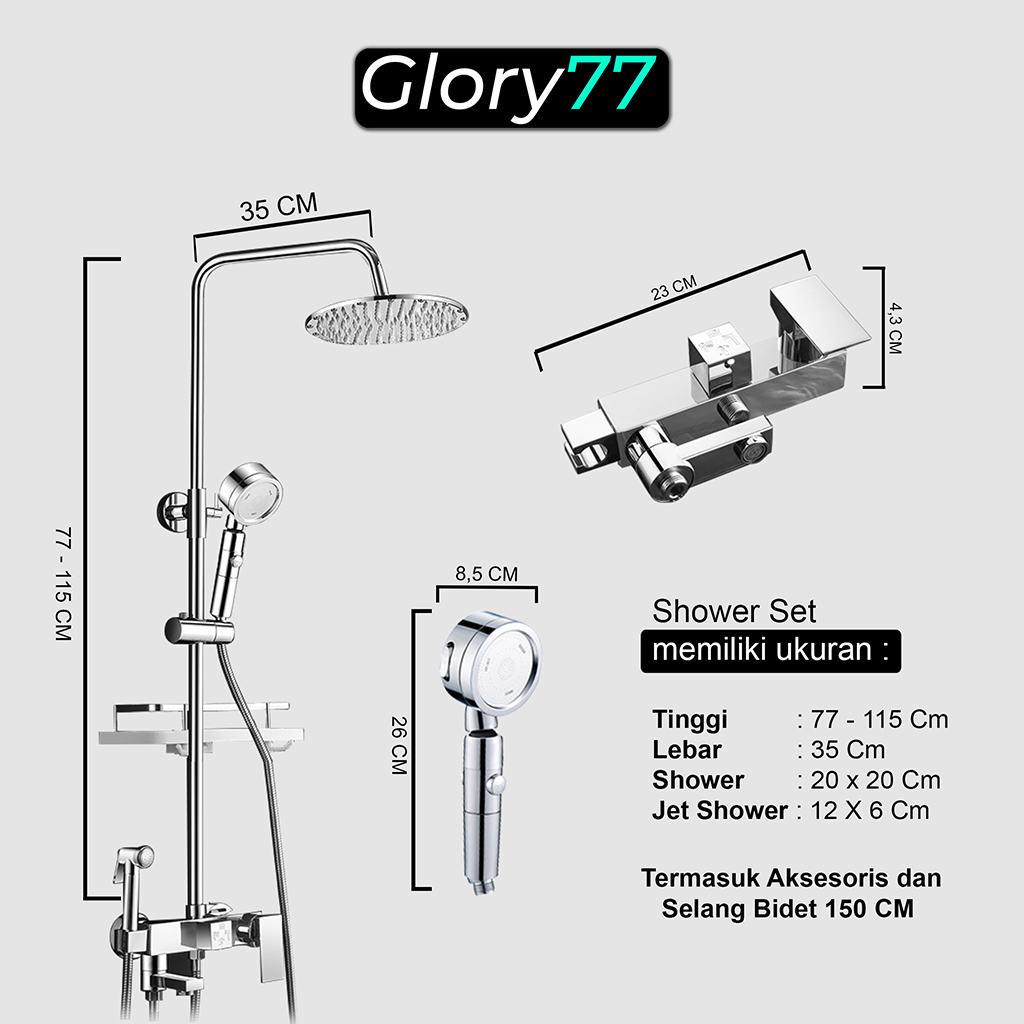 Glory77
35 CM
23 CM
4,3 CM
77 - 115 CM
8,5 CM
26 CM
Shower Set
memiliki ukuran :
Tinggi : 77 - 115 Cm
Lebar : 35 Cm
Shower : 20 x 20 Cm
Jet Shower : 12 X 6 Cm
Termasuk Aksesoris dan
Selang Bidet 150 CM